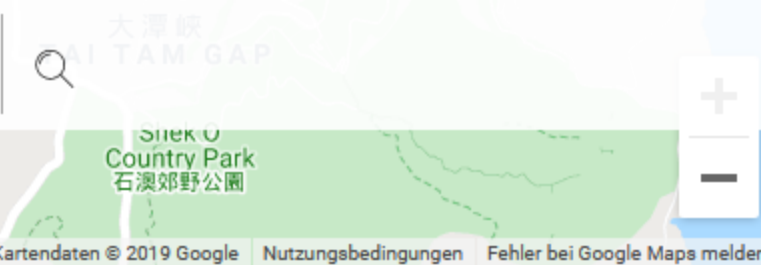 大潭峡
TAI TAM GAP
Shek O
Country Park
石澳郊野公園
Kartendaten © 2019 Google
Nutzungsbedingungen
Fehler bei Google Maps melden